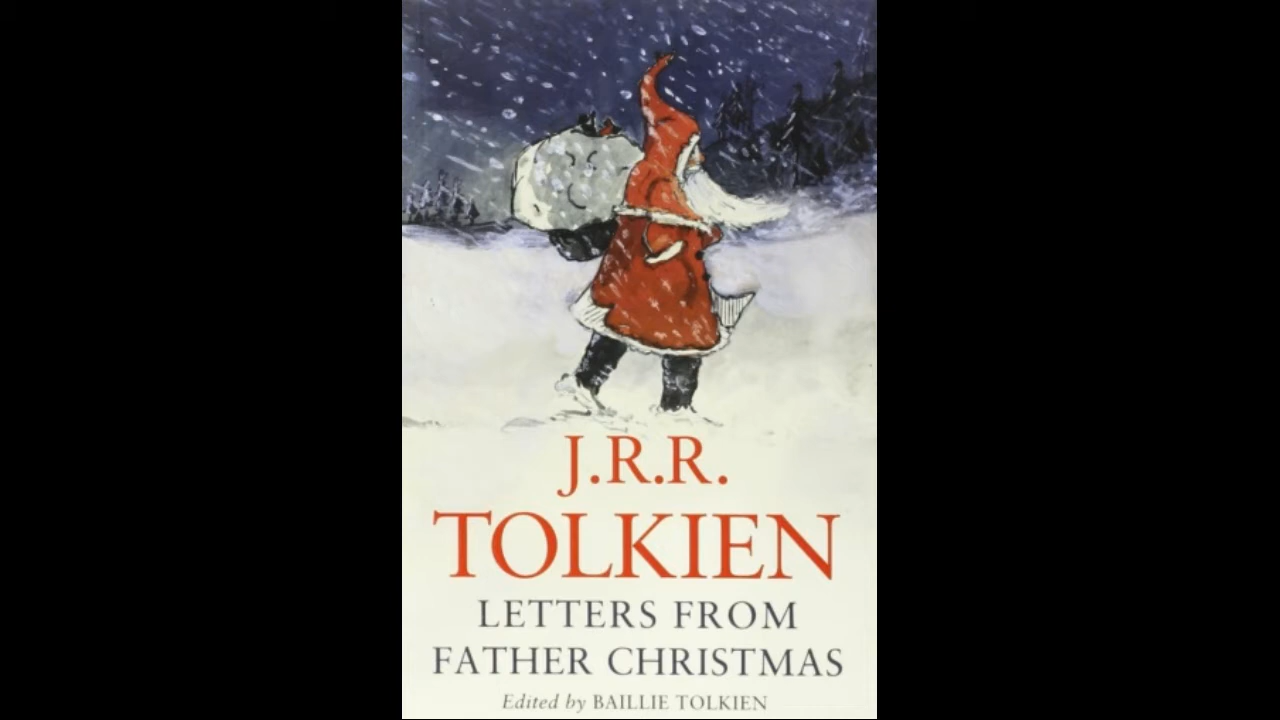 J.R.R.
TOLKIEN
LETTERS FROM
FATHER CHRISTMAS
Edited by BAILLIE TOLKIEN